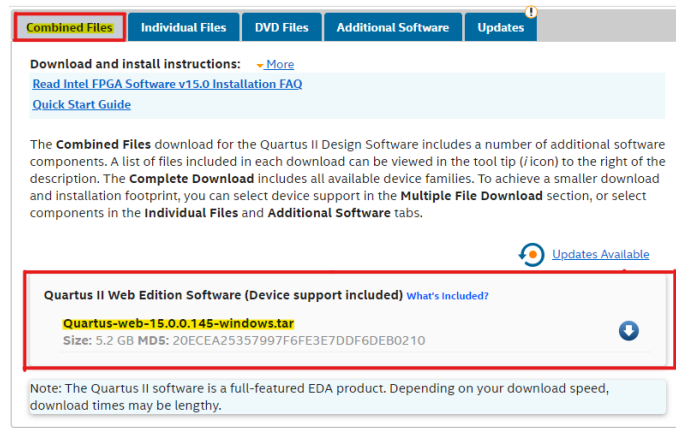 Combined Files Individual Files DVD Files Additional Software Updates !
Download and install instructions: More
Read Intel FPGA Software v15.0 Installation FAQ
Quick Start Guide
The Combined Files download for the Quartus II Design Software includes a number of additional software
components. A list of files included in each download can be viewed in the tool tip (i icon) to the right of the
description. The Complete Download includes all available device families. To achieve a smaller download
and installation footprint, you can select device support in the Multiple File Download section, or select
components in the Individual Files and Additional Software tabs.
Updates Available
Quartus II Web Edition Software (Device support included) What's Included?
Quartus-web-15.0.0.145-windows.tar
Size: 5.2 GB MD5: 20ECEA25357997F6FE3E7DDF6DEB0210
Note: The Quartus II software is a full-featured EDA product. Depending on your download speed,
download times may be lengthy.